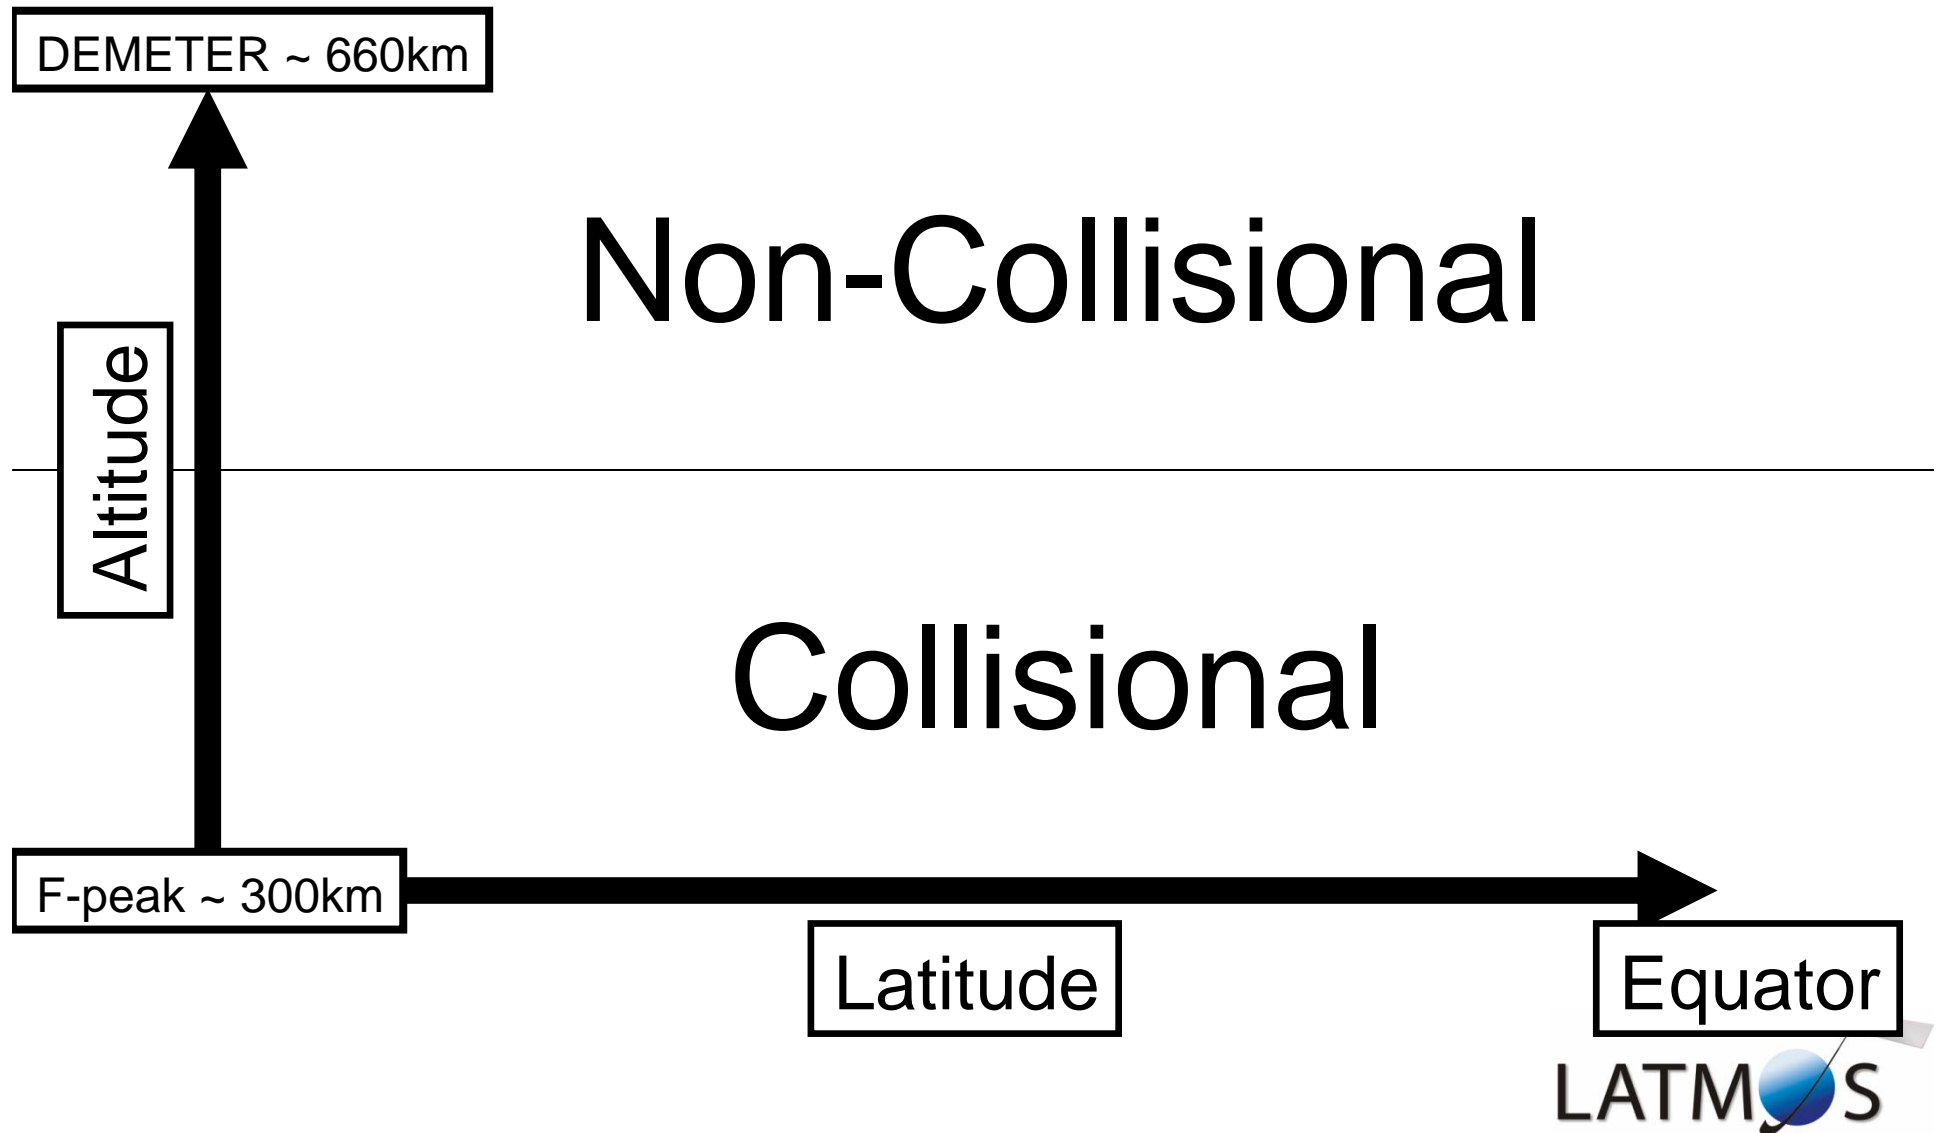 DEMETER ~ 660km
Non-Collisional
Altitude
Collisional
F-peak ~ 300km
Latitude
Equator
LATMOS